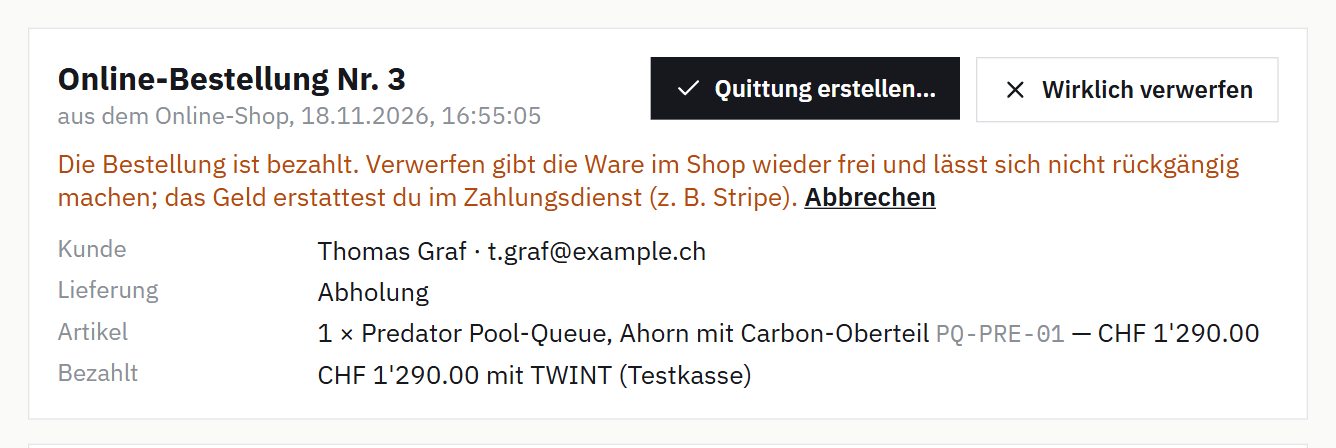 Online-Bestellung Nr. 3
aus dem Online-Shop, 18.11.2026, 16:55:05
Quittung erstellen…
Wirklich verwerfen
Die Bestellung ist bezahlt. Verwerfen gibt die Ware im Shop wieder frei und lässt sich nicht rückgängig
machen; das Geld erstattest du im Zahlungsdienst (z. B. Stripe). Abbrechen
Kunde Thomas Graf · t.graf@example.ch
Lieferung Abholung
Artikel 1 × Predator Pool-Queue, Ahorn mit Carbon-Oberteil PQ-PRE-01 — CHF 1'290.00
Bezahlt CHF 1'290.00 mit TWINT (Testkasse)